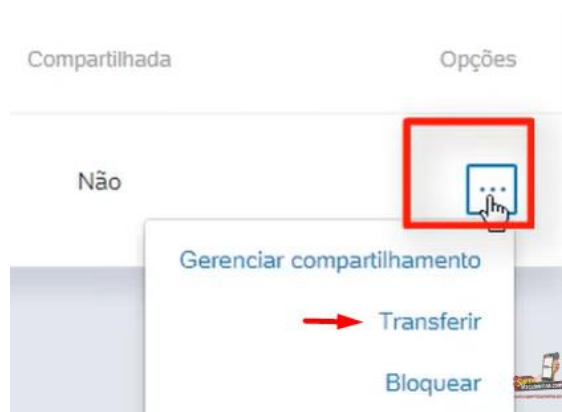 Compartilhada Opções
Não ...
Gerenciar compartilhamento
Transferir
Bloquear